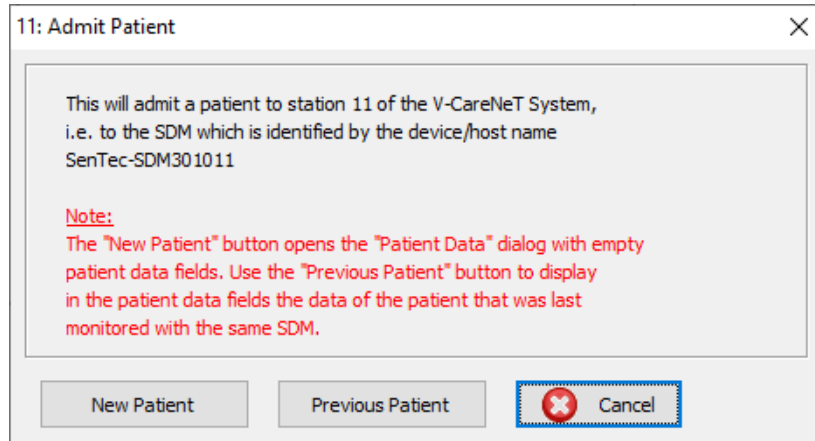 11: Admit Patient
This will admit a patient to station 11 of the V-CareNeT System,
i.e. to the SDM which is identified by the device/host name
SenTec-SDM301011
Note:
The "New Patient" button opens the "Patient Data" dialog with empty
patient data fields. Use the "Previous Patient" button to display
in the patient data fields the data of the patient that was last
monitored with the same SDM.
New Patient
Previous Patient
Cancel